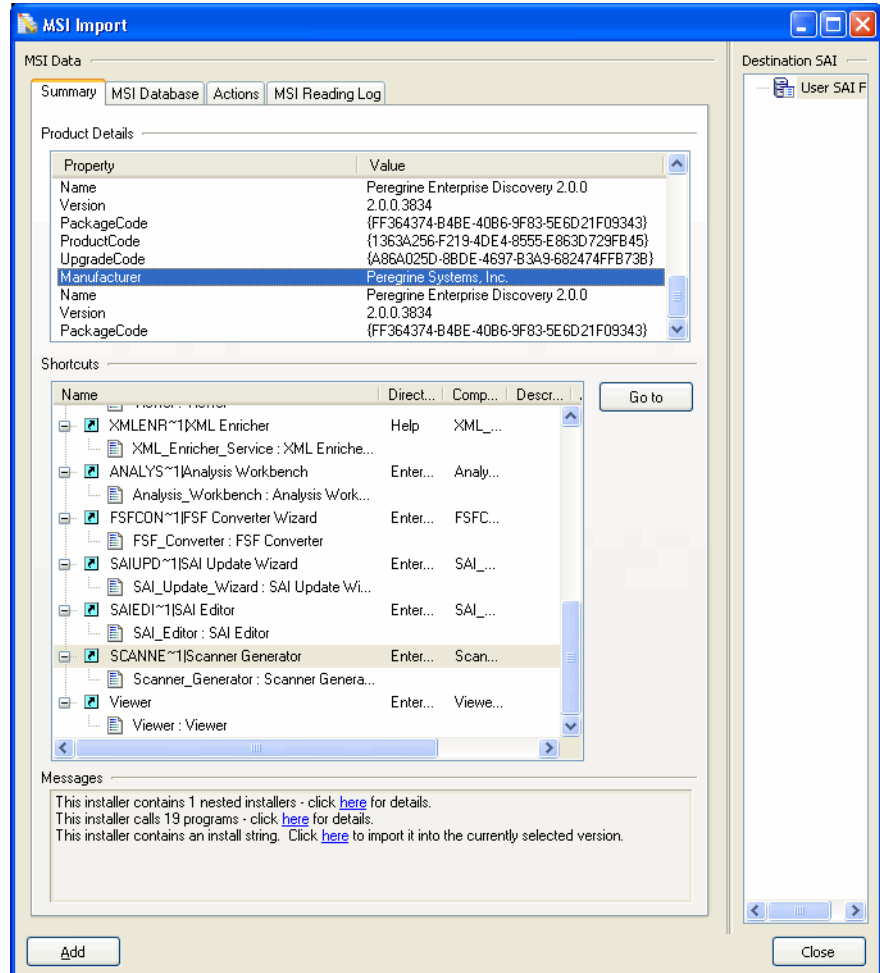 MSI Import
MSI Data
Destination SAI
Summary MSI Database Actions MSI Reading Log
User SAI F
Product Details
Property Value
Name Peregrine Enterprise Discovery 2.0.0
Version 2.0.0.3834
PackageCode {FF364374-B4BE-40B6-9F83-5E6D21F09343}
ProductCode {1363A256-F219-4DE4-8555-E863D729FB45}
UpgradeCode {A86A025D-8BDE-4697-B3A9-682474FFB73B}
Manufacturer Peregrine Systems, Inc.
Name Peregrine Enterprise Discovery 2.0.0
Version 2.0.0.3834
PackageCode {FF364374-B4BE-40B6-9F83-5E6D21F09343}
Shortcuts
Name Direct... Comp... Descr... .
Go to
XMLENR~1|XML Enricher Help XML_...
XML_Enricher_Service : XML Enriche...
ANALYS~1|Analysis Workbench Enter... Analy...
Analysis_Workbench : Analysis Work...
FSFCON~1|FSF Converter Wizard Enter... FSFC...
FSF_Converter : FSF Converter
SAIUPD~1|SAI Update Wizard Enter... SAI_...
SAI_Update_Wizard : SAI Update Wi...
SAIEDI~1|SAI Editor Enter... SAI_...
SAI_Editor : SAI Editor
SCANNE~1|Scanner Generator Enter... Scan...
Scanner_Generator : Scanner Genera...
Viewer Enter... Viewe...
Viewer : Viewer
Messages
This installer contains 1 nested installers - click here for details.
This installer calls 19 programs - click here for details.
This installer contains an install string. Click here to import it into the currently selected version.
Add
Close